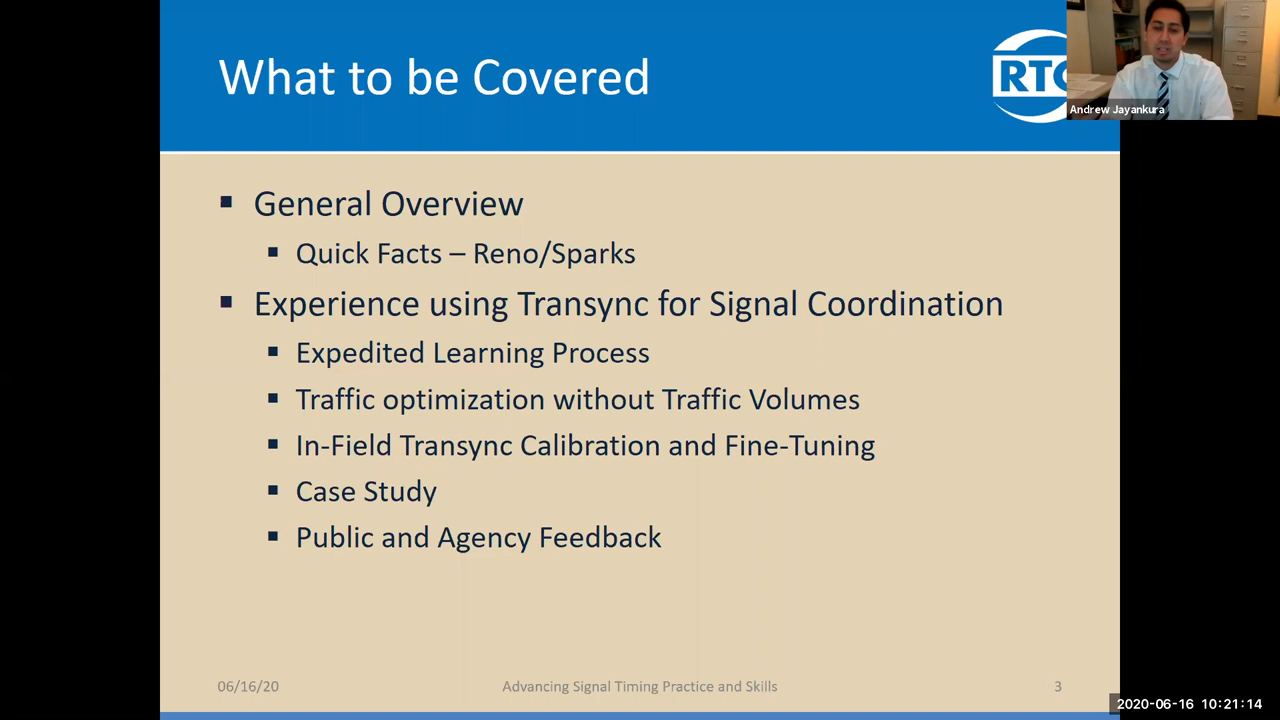 What to be Covered
RTC
Andrew Jayankura
▪ General Overview
▪ Quick Facts – Reno/Sparks
▪ Experience using Transync for Signal Coordination
▪ Expedited Learning Process
▪ Traffic optimization without Traffic Volumes
▪ In-Field Transync Calibration and Fine-Tuning
▪ Case Study
▪ Public and Agency Feedback
06/16/20
Advancing Signal Timing Practice and Skills
3
2020-06-16 10:21:14